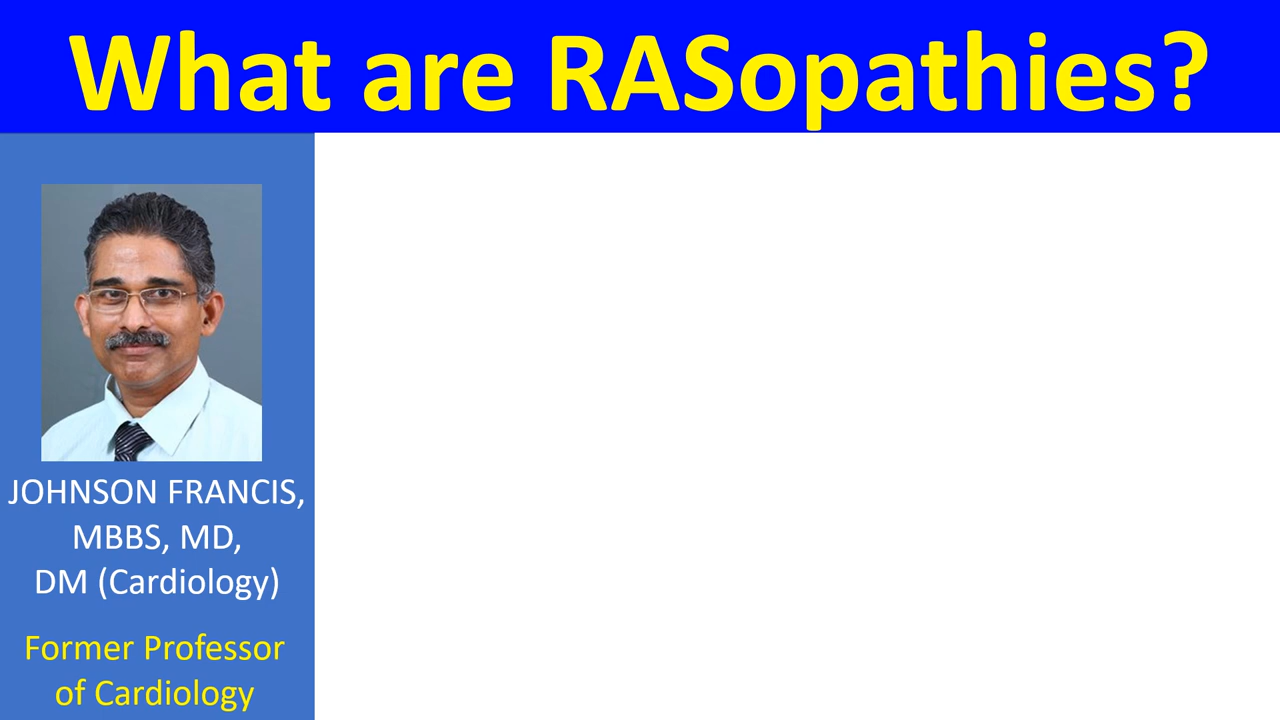 What are RASopathies?
JOHNSON FRANCIS,
MBBS, MD,
DM (Cardiology)
Former Professor
of Cardiology